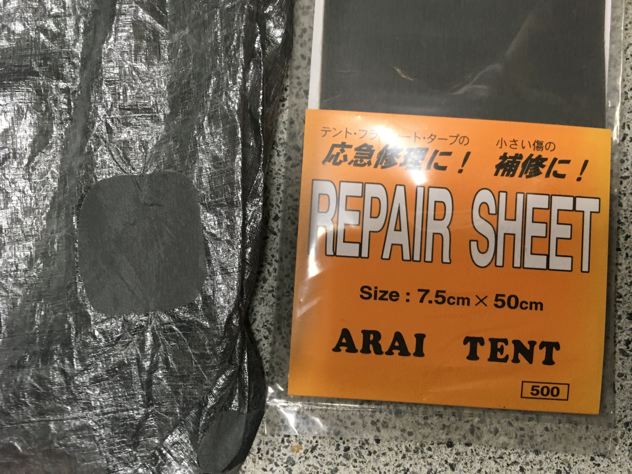 テント・フライシート・タープの 小さい傷の
応急修理に! 補修に!
REPAIR SHEET
Size : 7.5cm × 50cm
ARAI TENT
500